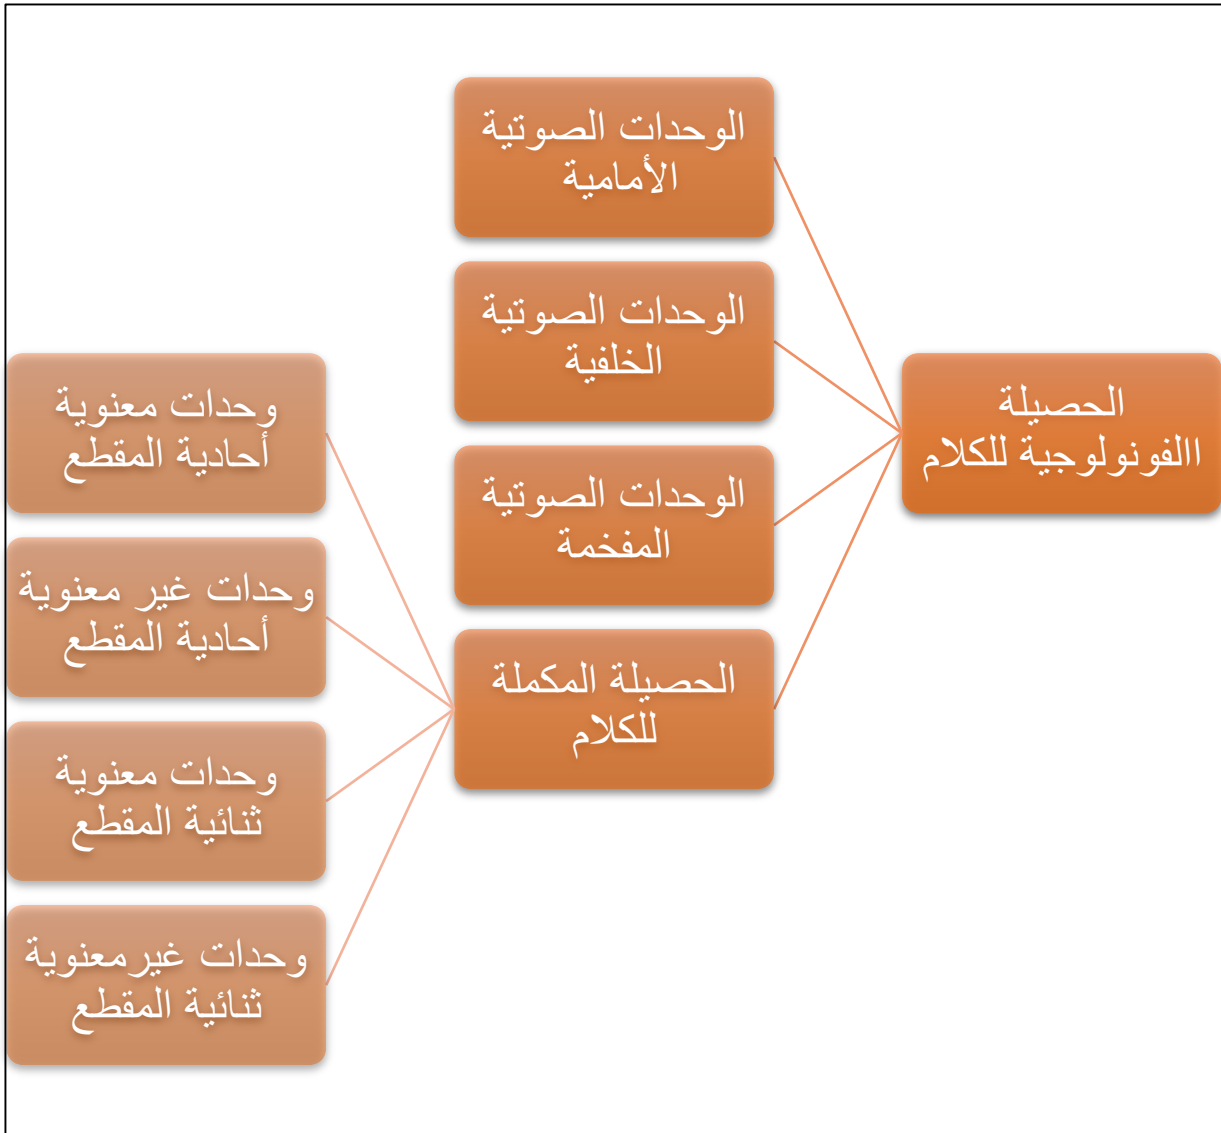 الحصيلة
االفونولوجية للكلام
الوحدات الصوتية
الأمامية
الوحدات الصوتية
الخلفية
الوحدات الصوتية
المفخمة
الحصيلة المكملة
للكلام
وحدات معنوية
أحادية المقطع
وحدات غير معنوية
أحادية المقطع
وحدات معنوية
ثنائية المقطع
وحدات غيرمعنوية
ثنائية المقطع